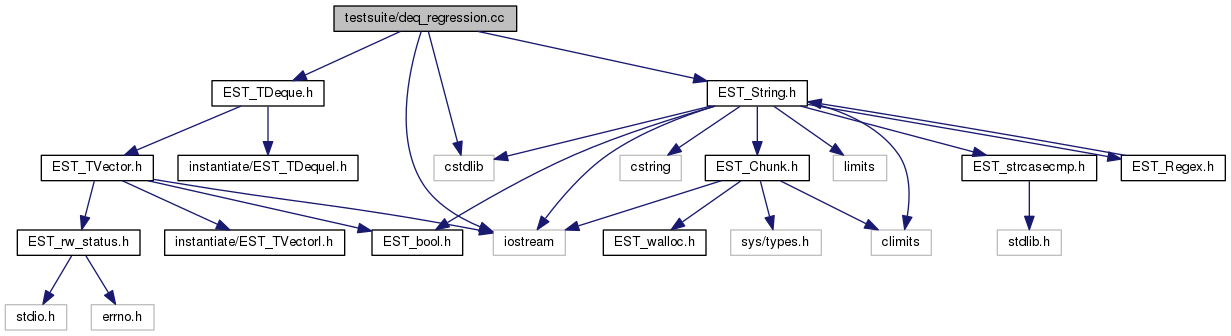 testsuite/deq_regression.cc
EST_TDeque.h
EST_String.h
EST_TVector.h
instantiate/EST_TDequeI.h
cstdlib
cstring
EST_Chunk.h
limits
EST_strcasecmp.h
EST_Regex.h
EST_rw_status.h
instantiate/EST_TVectorI.h
EST_bool.h
iostream
EST_walloc.h
sys/types.h
climits
stdlib.h
stdio.h
errno.h